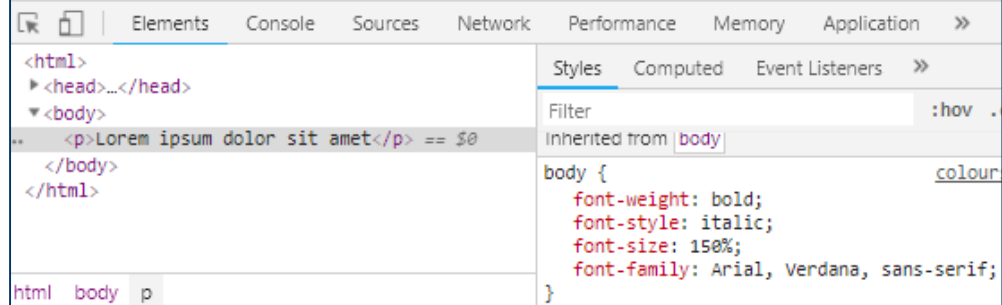 Elements Console Sources Network Performance Memory Application »
<html>
<head>…</head>
<body>
<p>Lorem ipsum dolor sit amet</p> == $0
</body>
</html>
html body p
Styles Computed Event Listeners »
Filter :hov .
Inherited from body
body { colour
font-weight: bold;
font-style: italic;
font-size: 150%;
font-family: Arial, Verdana, sans-serif;
}